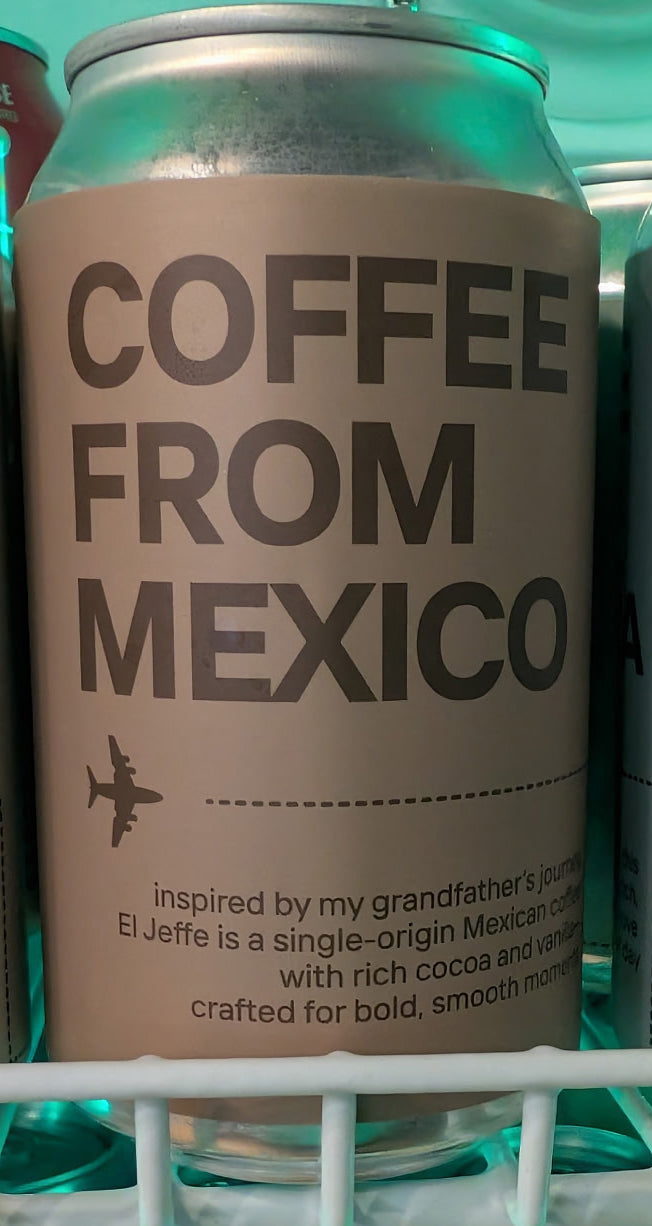 COFFEE
FROM
MEXICO
inspired by my grandfather's
El Jeffe is a single-origin Mexican
with rich cocoa and
crafted for bold, smooth